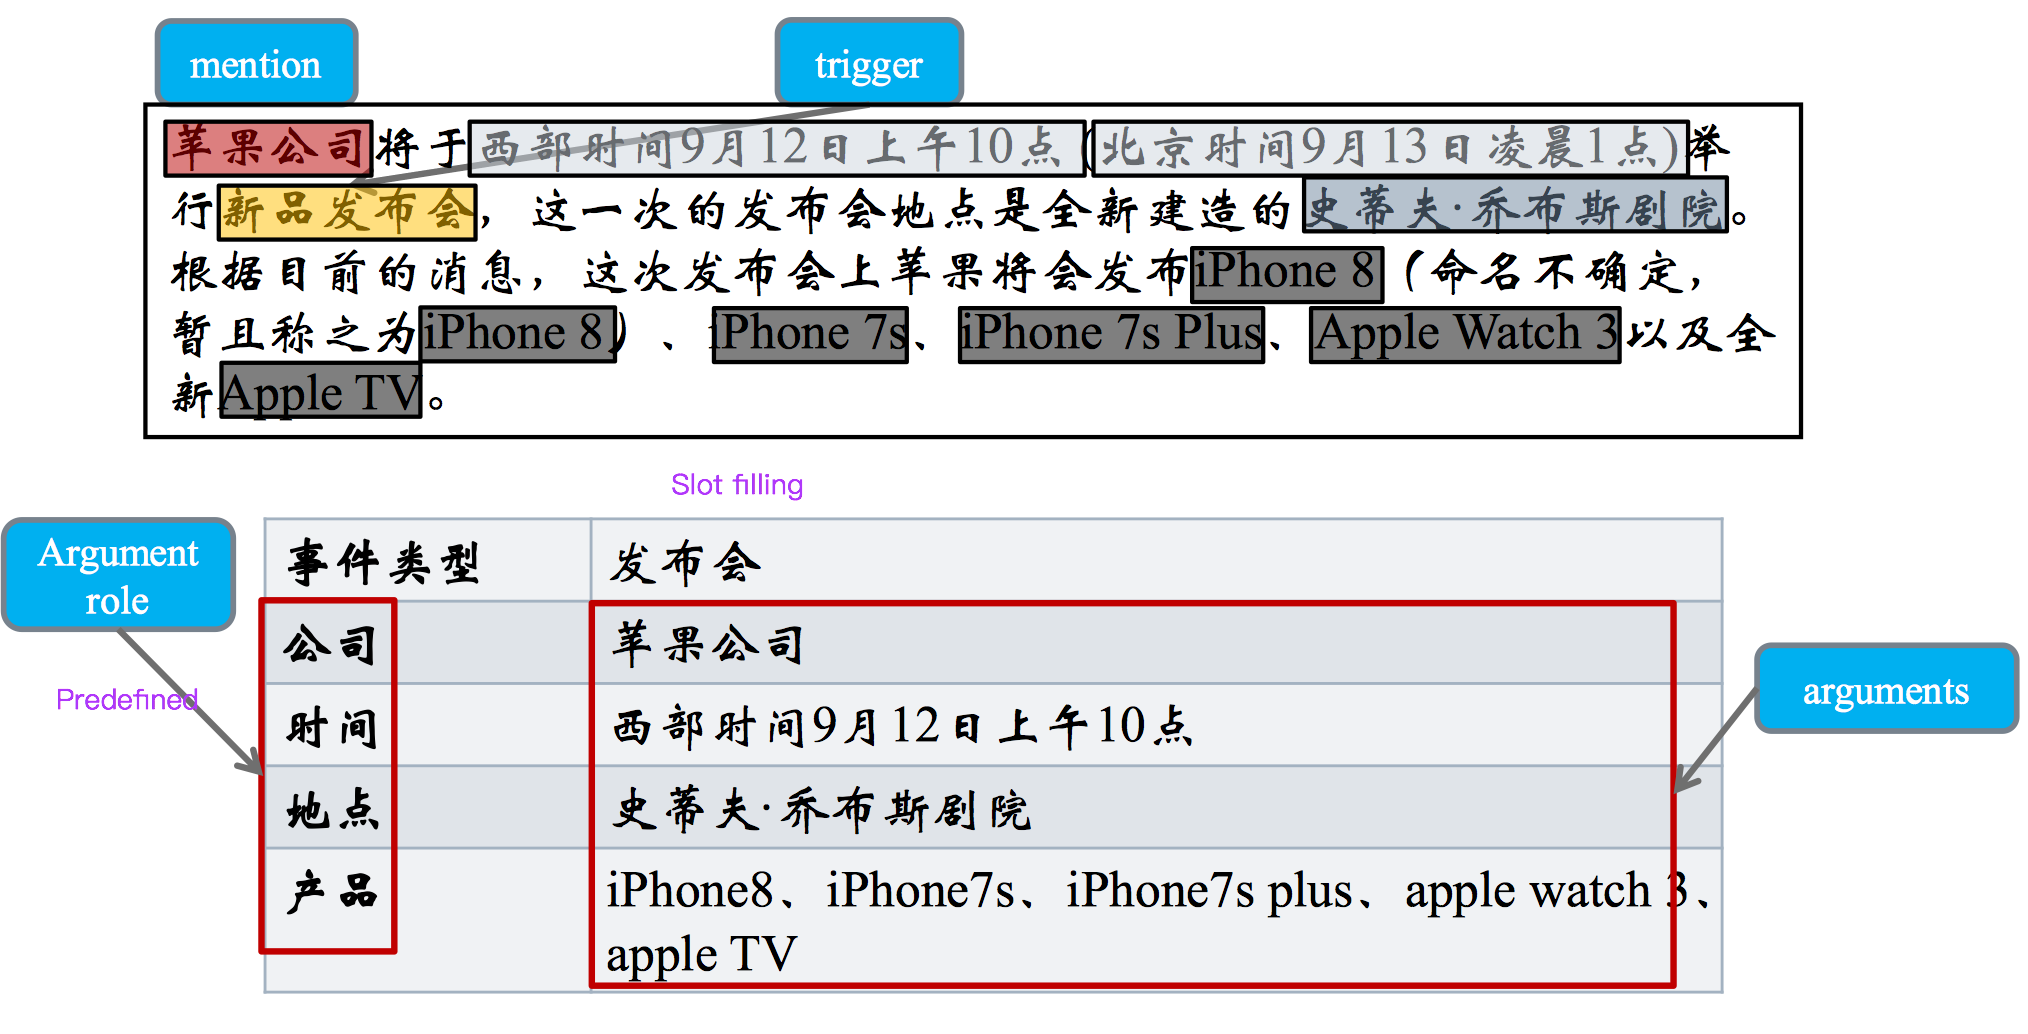 mention
trigger
苹果公司将于西部时间9月12日上午10点(北京时间9月13日凌晨1点)举
行新品发布会，这一次的发布会地点是全新建造的史蒂夫·乔布斯剧院。
根据目前的消息，这次发布会上苹果将会发布iPhone 8（命名不确定，
暂且称之为iPhone 8）、iPhone 7s、iPhone 7s Plus、Apple Watch 3以及全
新Apple TV。
Slot filling
Argument
role
Predefined
事件类型 发布会
公司 苹果公司
时间 西部时间9月12日上午10点
地点 史蒂夫·乔布斯剧院
产品 iPhone8、iPhone7s、iPhone7s plus、apple watch 3、
apple TV
arguments